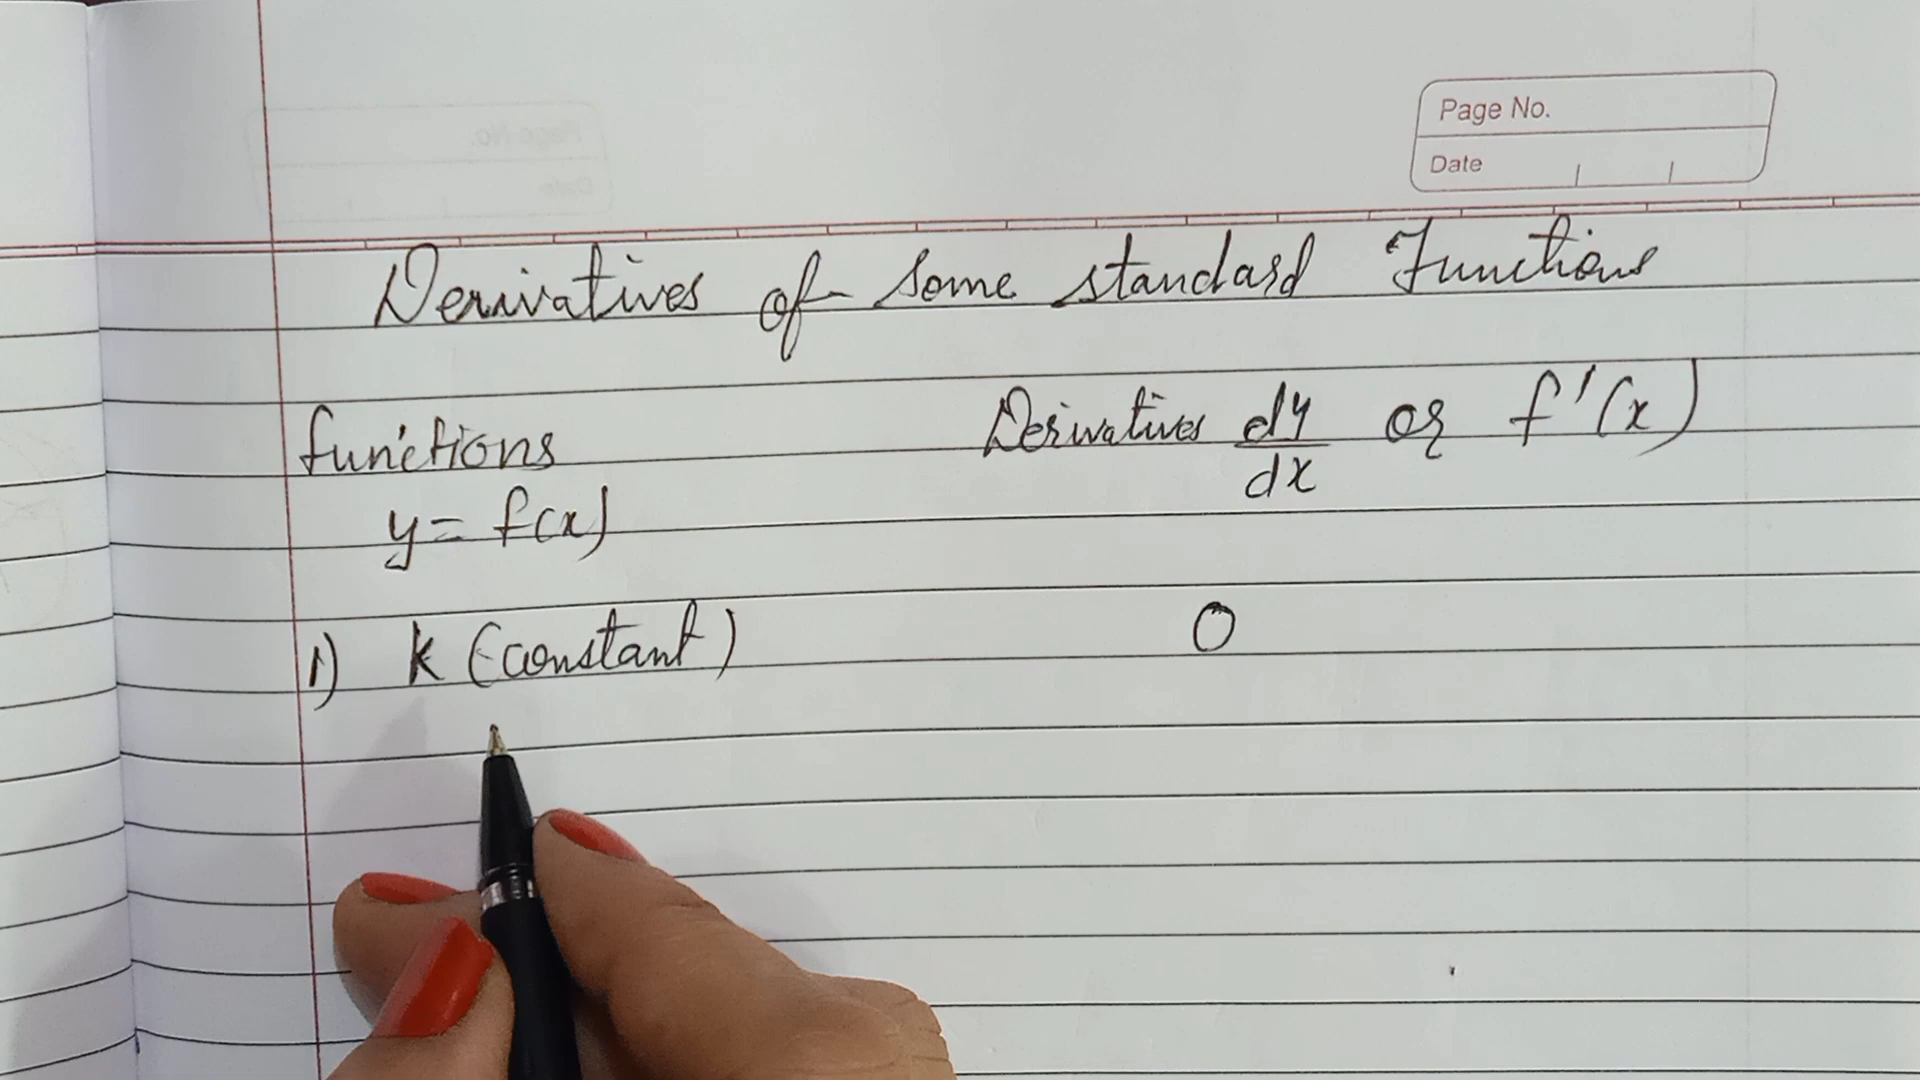 Page No.
Date
Derivatives of some standard Functions
functions Derivatives dy/dx or f'(x)
y = f(x)
1) k (constant) 0